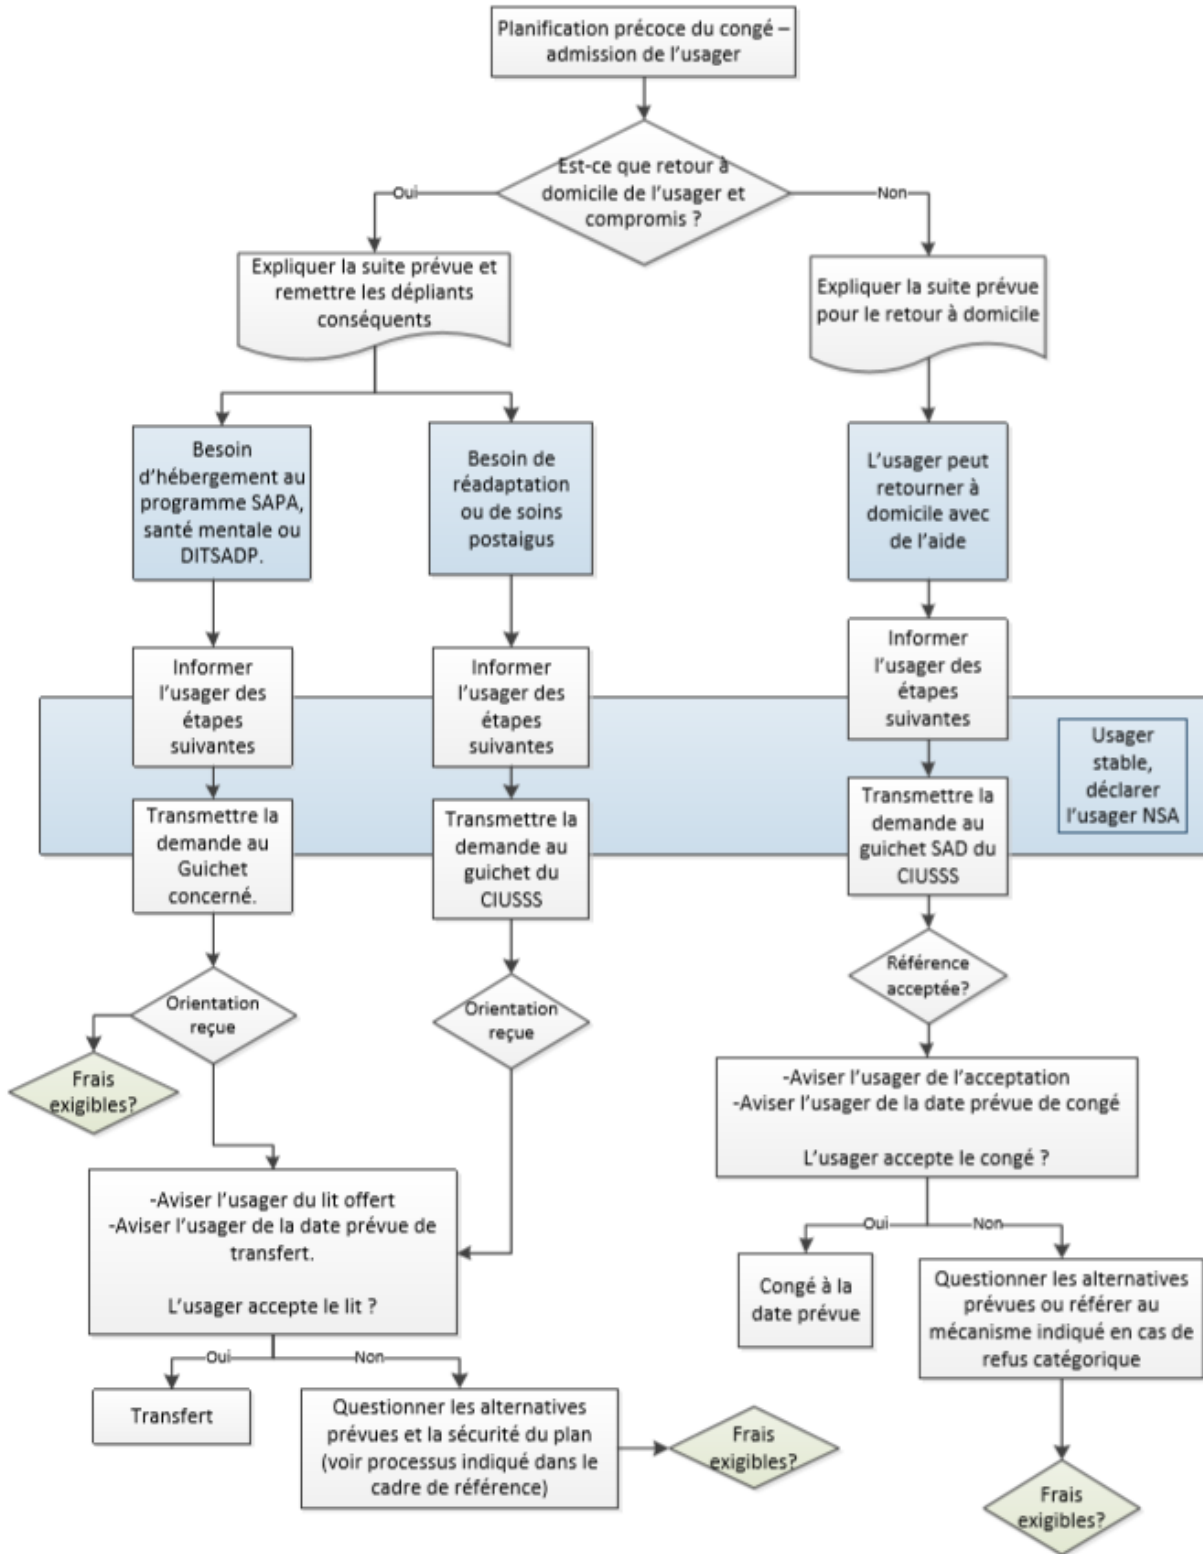 Planification précoce du congé –
admission de l'usager
Est-ce que retour à
domicile de l'usager et
compromis ?
Oui
Non
Expliquer la suite prévue et
remettre les dépliants
conséquents
Expliquer la suite prévue
pour le retour à domicile
Besoin
d'hébergement au
programme SAPA,
santé mentale ou
DITSADP.
Besoin de
réadaptation
ou de soins
postaigus
L'usager peut
retourner à
domicile avec
de l'aide
Informer
l'usager des
étapes
suivantes
Informer
l'usager des
étapes
suivantes
Informer
l'usager des
étapes
suivantes
Usager
stable,
déclarer
l'usager NSA
Transmettre la
demande au
Guichet
concerné.
Transmettre la
demande au
guichet du
CIUSSS
Transmettre la
demande au
guichet SAD du
CIUSSS
Orientation
reçue
Orientation
reçue
Référence
acceptée?
Frais
exigibles?
-Aviser l'usager de l'acceptation
-Aviser l'usager de la date prévue de congé
L'usager accepte le congé ?
-Aviser l'usager du lit offert
-Aviser l'usager de la date prévue de
transfert.
L'usager accepte le lit ?
Oui
Non
Congé à la
date prévue
Questionner les alternatives
prévues ou référer au
mécanisme indiqué en cas de
refus catégorique
Oui
Non
Transfert
Questionner les alternatives
prévues et la sécurité du plan
(voir processus indiqué dans le
cadre de référence)
Frais
exigibles?
Frais
exigibles?